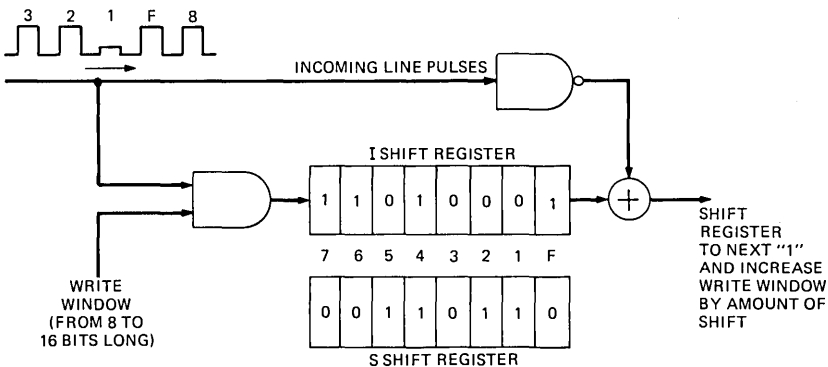 3 2 1 F 8
INCOMING LINE PULSES
I SHIFT REGISTER
1 1 0 1 0 0 0 1
+
7 6 5 4 3 2 1 F
0 0 1 1 0 1 1 0
S SHIFT REGISTER
WRITE
WINDOW
(FROM 8 TO
16 BITS LONG)
SHIFT
REGISTER
TO NEXT "1"
AND INCREASE
WRITE WINDOW
BY AMOUNT OF
SHIFT